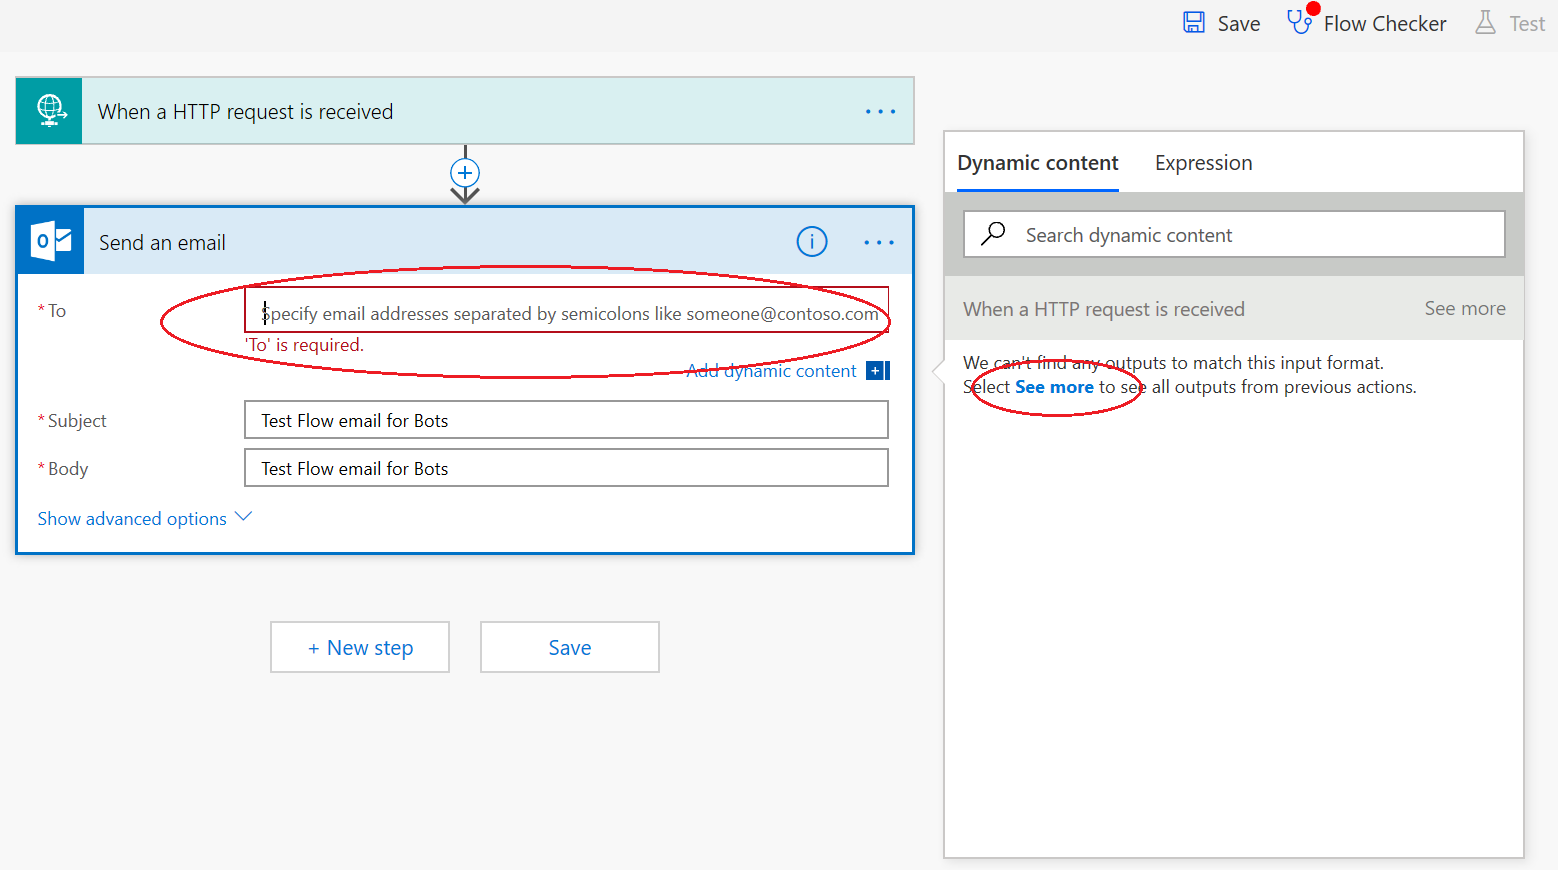 Save
Flow Checker
Test
When a HTTP request is received
Dynamic content
Expression
Send an email
Search dynamic content
* To
Specify email addresses separated by semicolons like someone@contoso.com
'To' is required.
Add dynamic content
When a HTTP request is received
See more
We can't find any outputs to match this input format.
Select See more to see all outputs from previous actions.
* Subject
Test Flow email for Bots
* Body
Test Flow email for Bots
Show advanced options
+ New step
Save